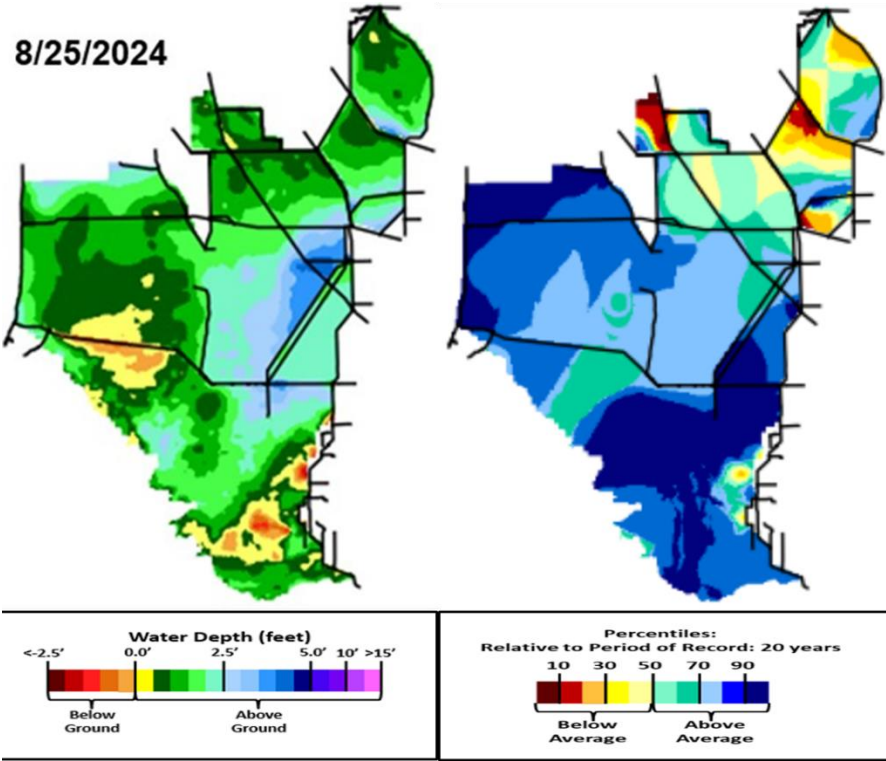 8/25/2024
Water Depth (feet)
<-2.5’ 0.0’ 2.5’ 5.0’ 10’ >15’
Below Above
Ground Ground
Percentiles:
Relative to Period of Record: 20 years
10 30 50 70 90
Below Above
Average Average